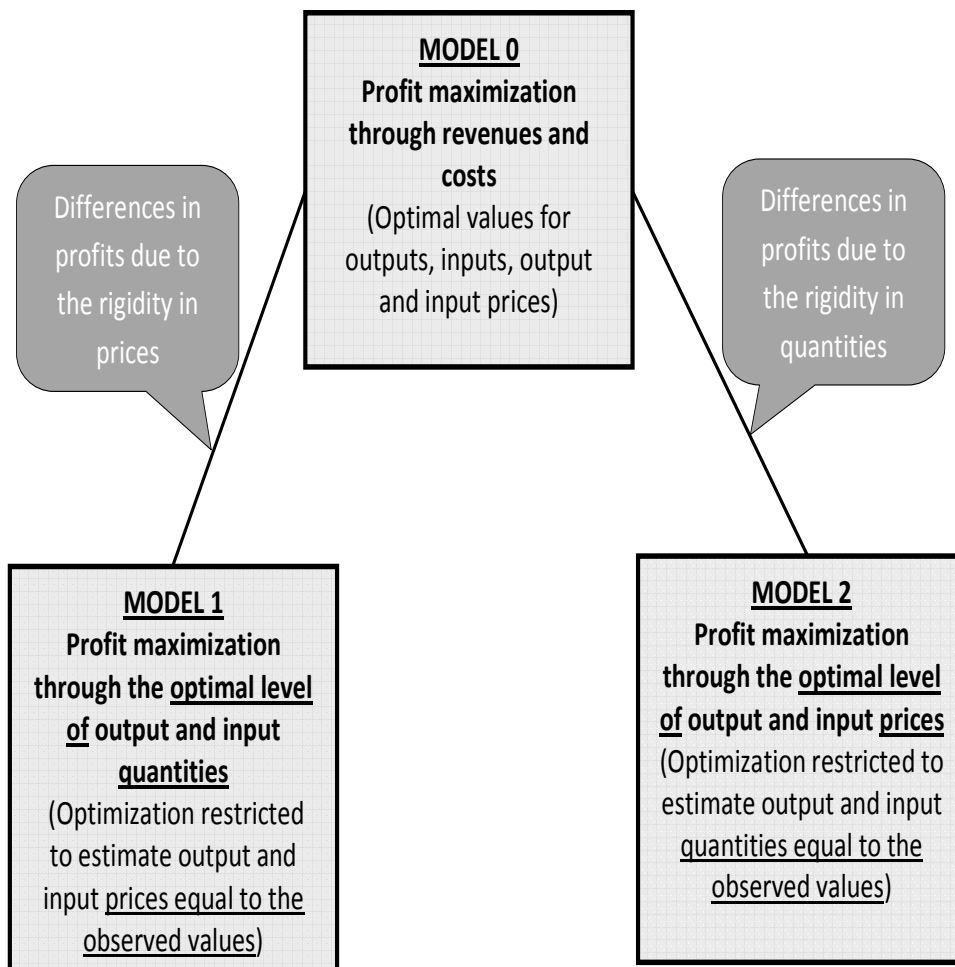 MODEL 0
Profit maximization
through revenues and
costs
(Optimal values for
outputs, inputs, output
and input prices)
Differences in
profits due to
the rigidity in
prices
Differences in
profits due to
the rigidity in
quantities
MODEL 1
Profit maximization
through the optimal level
of output and input
quantities
(Optimization restricted
to estimate output and
input prices equal to the
observed values)
MODEL 2
Profit maximization
through the optimal level
of output and input prices
(Optimization restricted to
estimate output and input
quantities equal to the
observed values)